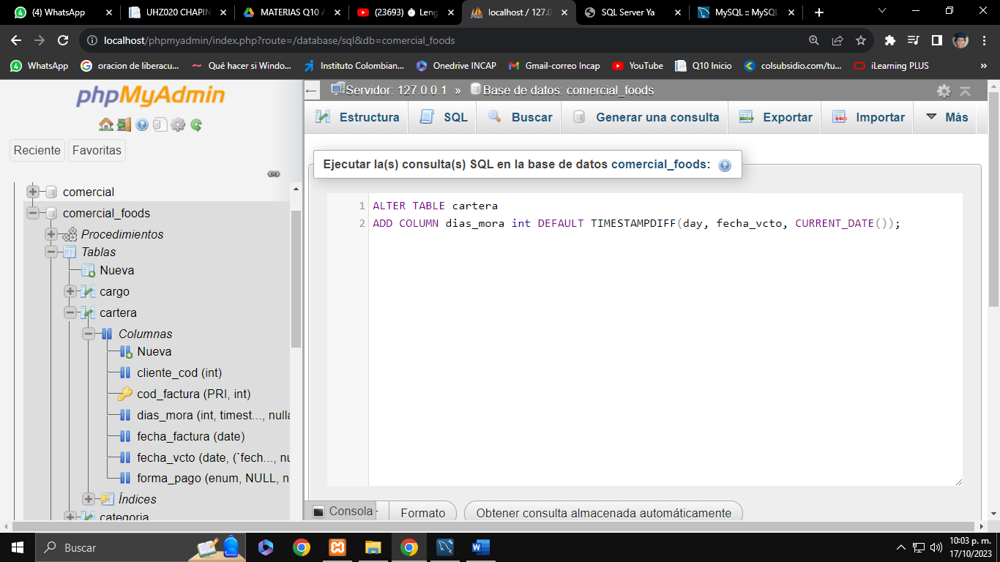 (4) WhatsApp
UHZ020 CHAPIN
MATERIAS Q10 A
(23693) Leng
localhost / 127.0
SQL Server Ya
MySQL :: MySQL
localhost/phpmyadmin/index.php?route=/database/sql&db=comercial_foods
WhatsApp
oracion de liberacu...
Qué hacer si Windo...
Instituto Colombian...
Onedrive INCAP
Gmail-correo Incap
YouTube
Q10 Inicio
colsubsidio.com/tu...
iLearning PLUS
»
phpMyAdmin
Reciente
Favoritas
comercial
comercial_foods
Procedimientos
Tablas
Nueva
cargo
cartera
Columnas
Nueva
cliente_cod (int)
cod_factura (PRI, int)
dias_mora (int, timest..., nulla
fecha_factura (date)
fecha_vcto (date, (`fech..., nu
forma_pago (enum, NULL, n
Índices
categoria
Servidor: 127.0.0.1 » Base de datos: comercial_foods
Estructura
SQL
Buscar
Generar una consulta
Exportar
Importar
Más
Ejecutar la(s) consulta(s) SQL en la base de datos comercial_foods:
1 ALTER TABLE cartera
2 ADD COLUMN dias_mora int DEFAULT TIMESTAMPDIFF(day, fecha_vcto, CURRENT_DATE());
Consola
Formato
Obtener consulta almacenada automáticamente
Buscar
10:03 p. m.
17/10/2023